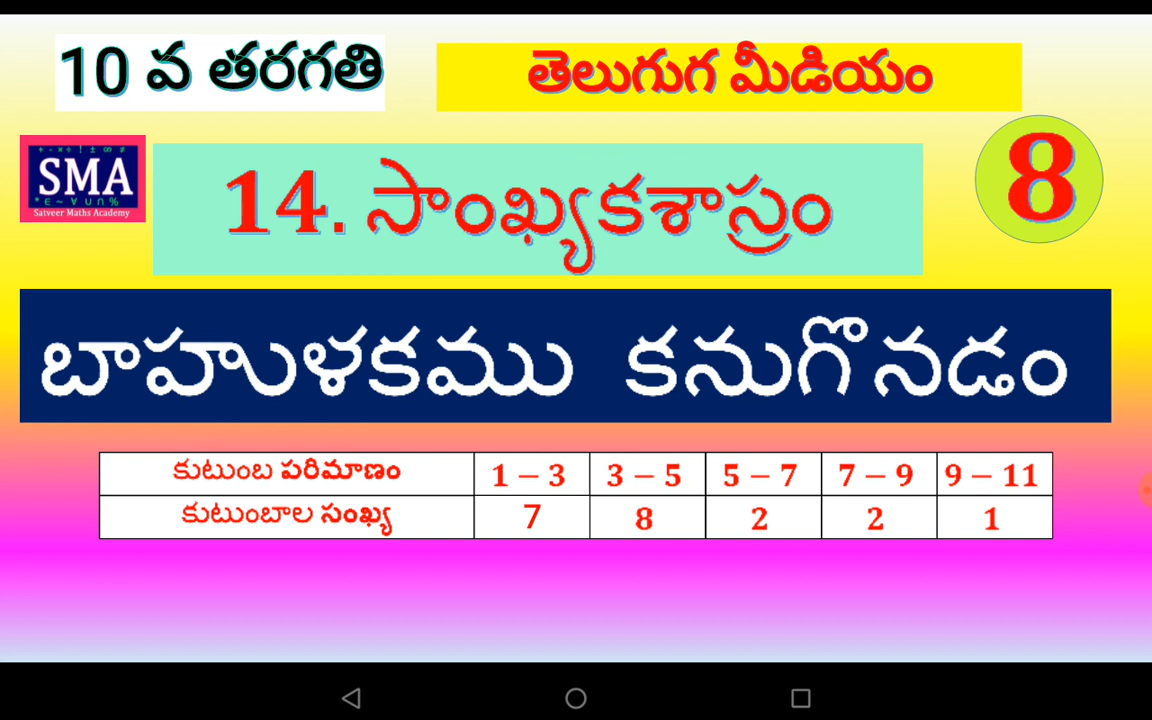 10 వ తరగతి
తెలుగుగ మీడియం
+ - × ÷ ! ± ∞ ≠
SMA
* ∈ ~ ∀ ∪ ∩ %
Satveer Maths Academy
14. సాంఖ్యకశాస్రం
8
బాహుళకము కనుగొనడం
కుటుంబ పరిమాణం 1 – 3 3 – 5 5 – 7 7 – 9 9 – 11
కుటుంబాల సంఖ్య 7 8 2 2 1